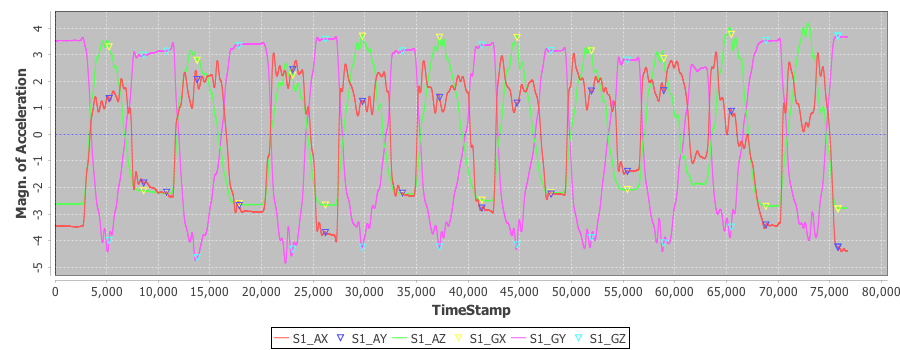 Magn. of Acceleration
4
3
2
1
0
-1
-2
-3
-4
-5
0 5,000 10,000 15,000 20,000 25,000 30,000 35,000 40,000 45,000 50,000 55,000 60,000 65,000 70,000 75,000 80,000
TimeStamp
S1_AX S1_AY S1_AZ S1_GX S1_GY S1_GZ